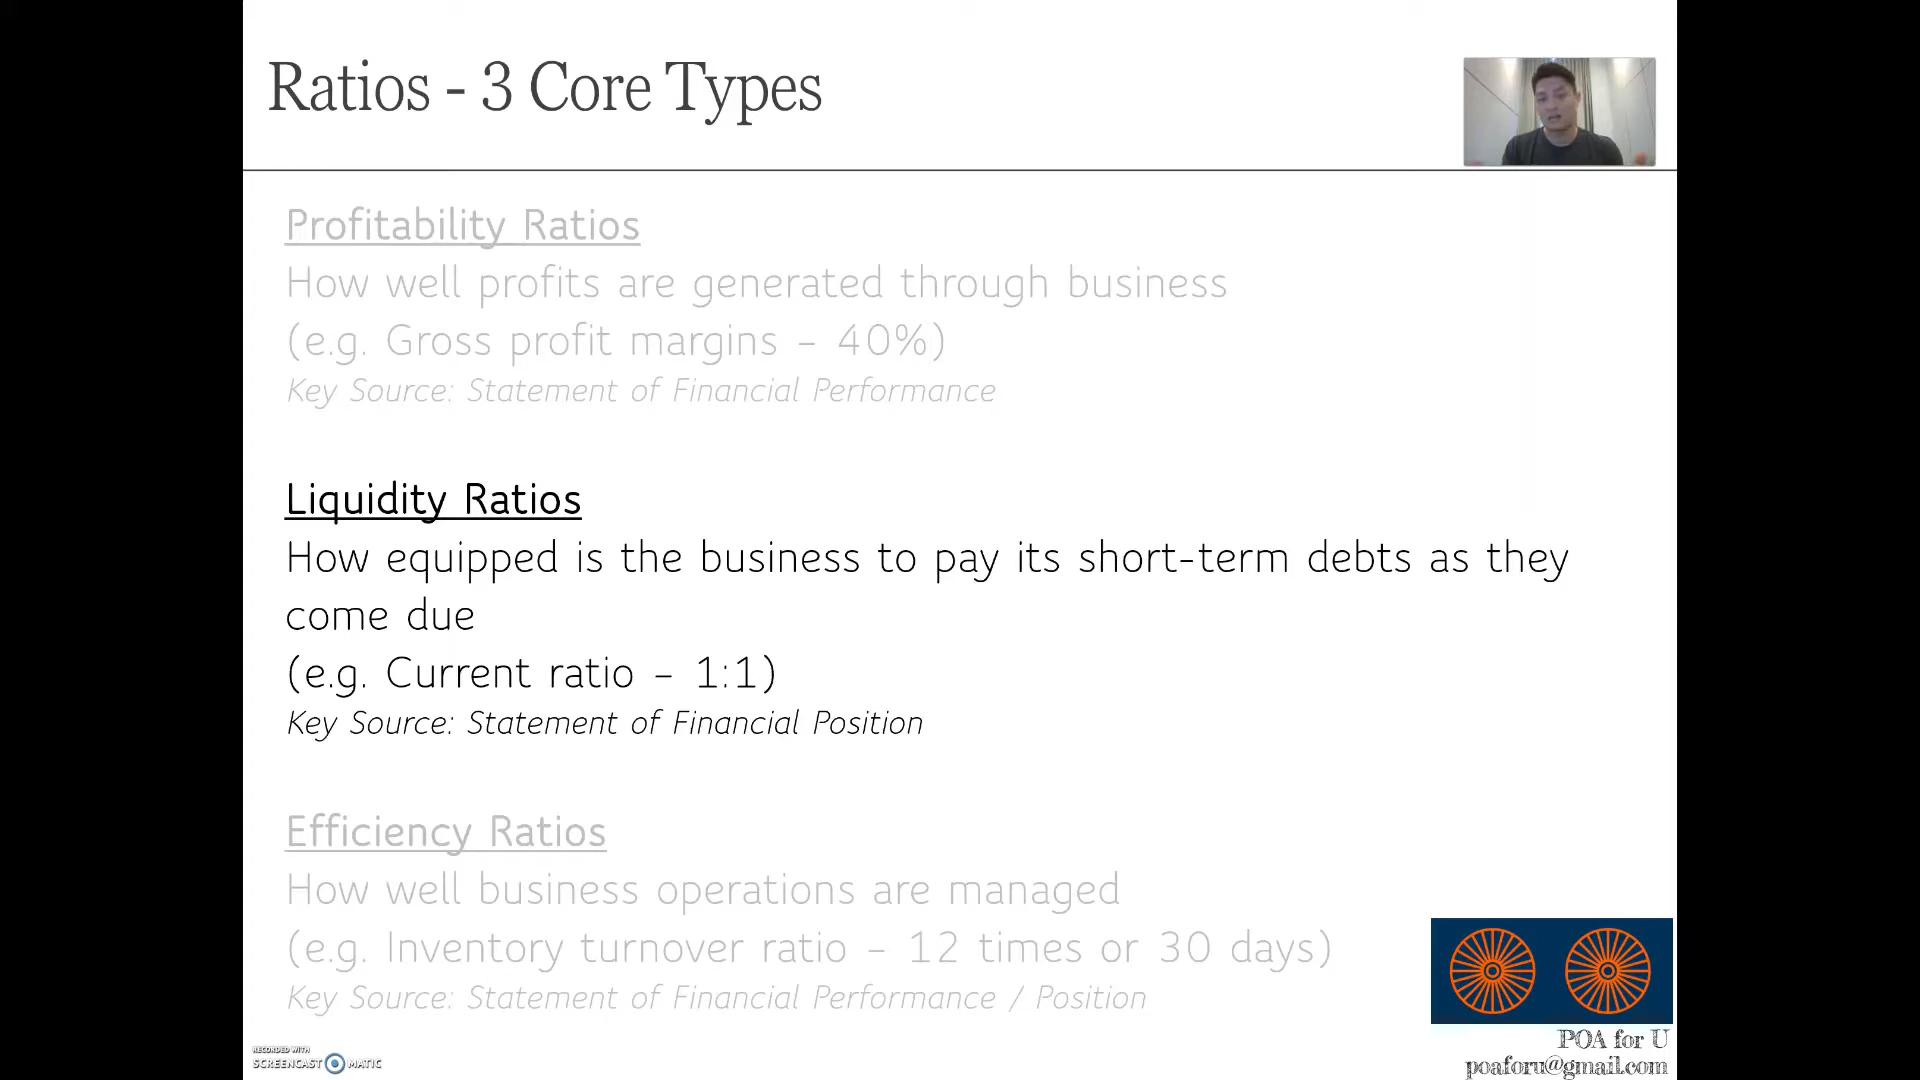 Ratios - 3 Core Types
Profitability Ratios
How well profits are generated through business
(e.g. Gross profit margins – 40%)
Key Source: Statement of Financial Performance
Liquidity Ratios
How equipped is the business to pay its short-term debts as they
come due
(e.g. Current ratio – 1:1)
Key Source: Statement of Financial Position
Efficiency Ratios
How well business operations are managed
(e.g. Inventory turnover ratio – 12 times or 30 days)
Key Source: Statement of Financial Performance / Position
RECORDED WITH
SCREENCAST MATIC
POA for U
poaforu@gmail.com